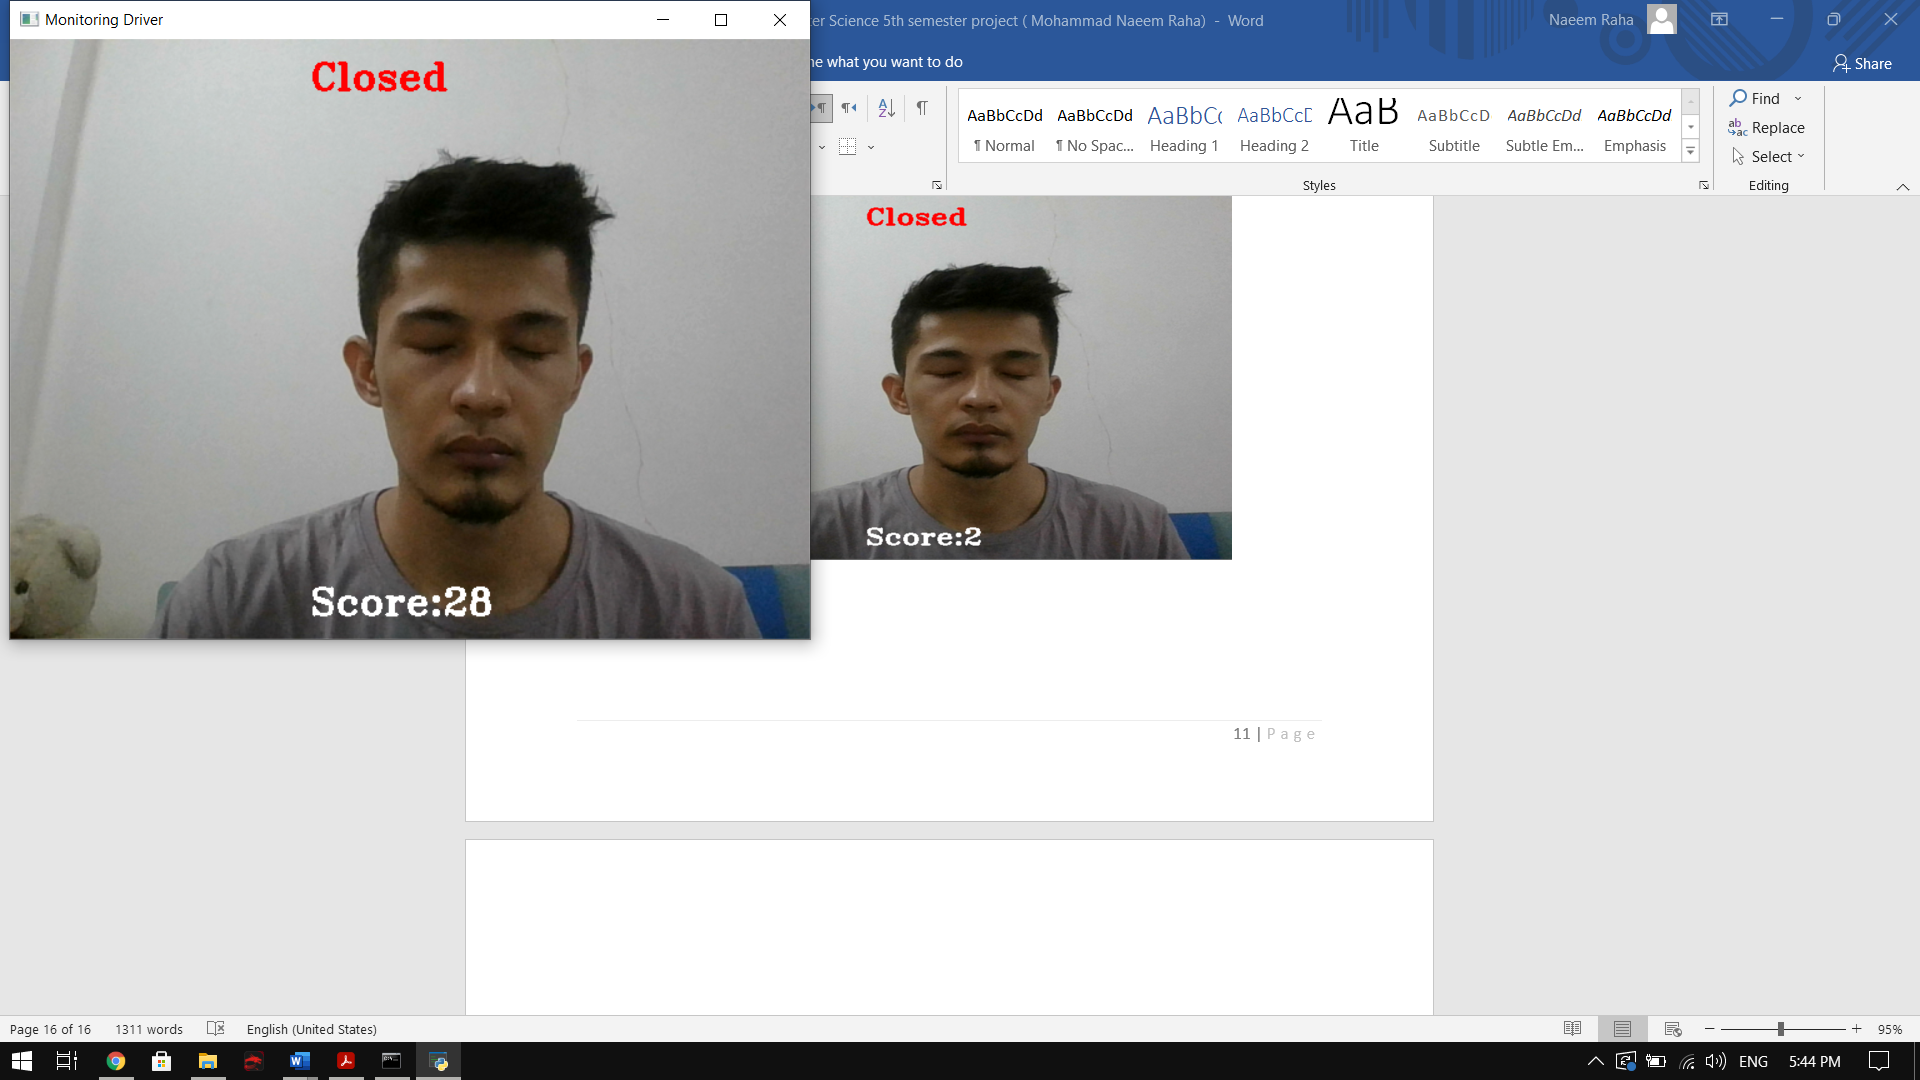 Monitoring Driver
Closed
Score:28
ter Science 5th semester project ( Mohammad Naeem Raha) - Word
Naeem Raha
me what you want to do
Share
AaBbCcDd
¶ Normal
AaBbCcDd
¶ No Spac...
AaBbCc
Heading 1
AaBbCcD
Heading 2
AaB
Title
AaBbCcD
Subtitle
AaBbCcDd
Subtle Em...
AaBbCcDd
Emphasis
Styles
Find
Replace
Select
Editing
Closed
Score:2
11 | Page
Page 16 of 16
1311 words
English (United States)
95%
ENG
5:44 PM